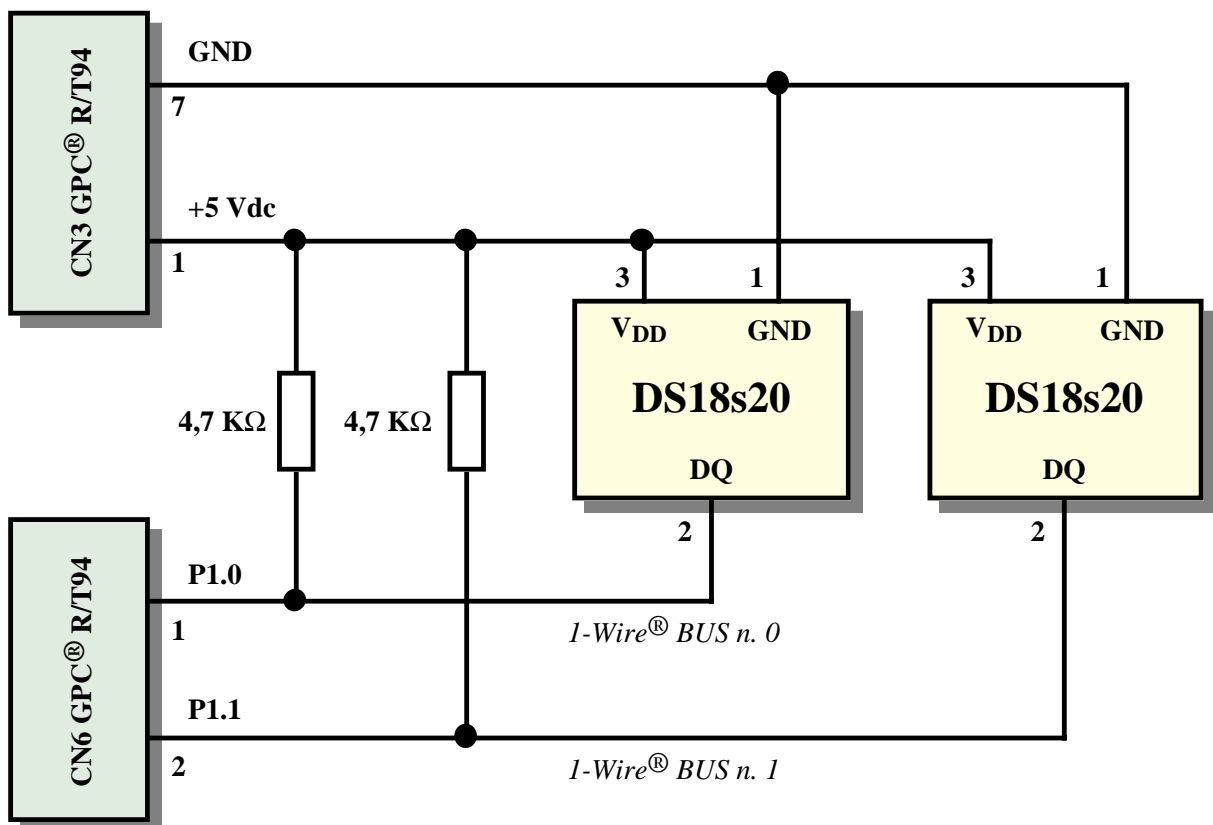 CN3 GPC® R/T94
GND
7
+5 Vdc
1
3
1
3
1
VDD
GND
VDD
GND
DS18s20
DS18s20
4,7 KΩ
4,7 KΩ
DQ
DQ
2
2
CN6 GPC® R/T94
P1.0
1
1-Wire® BUS n. 0
P1.1
2
1-Wire® BUS n. 1